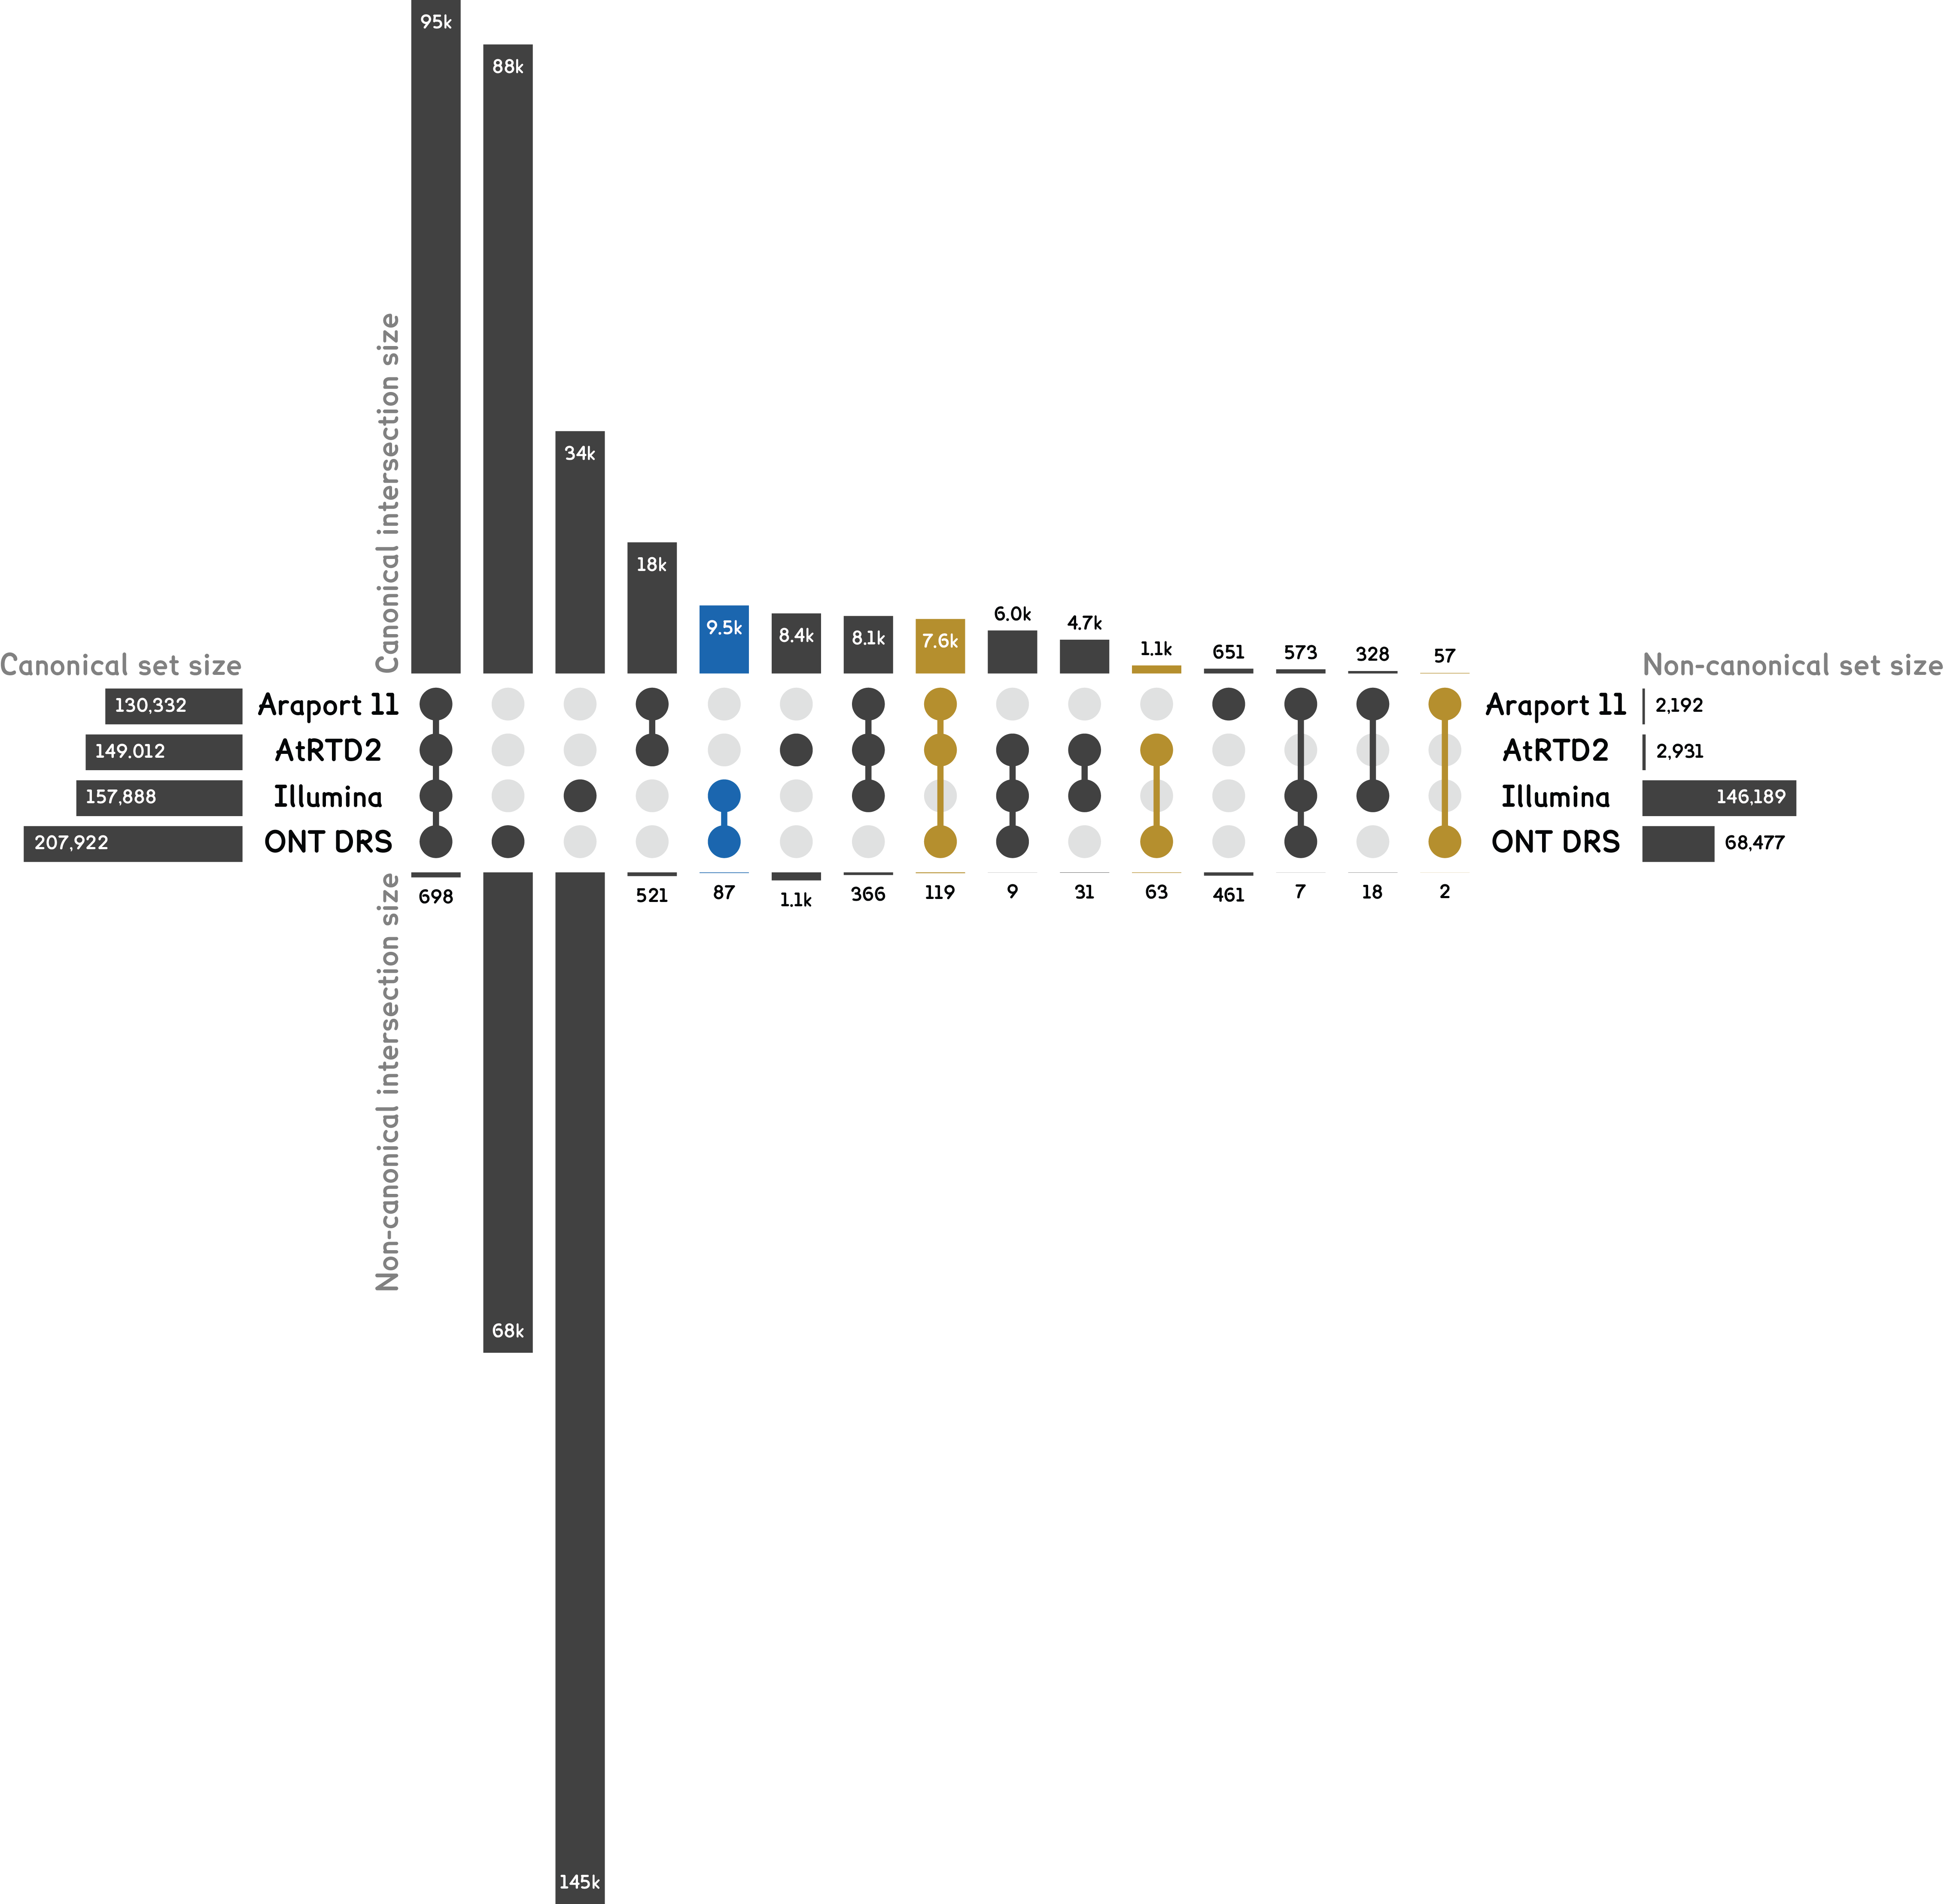 95k
88k
34k
18k
9.5k
8.4k
8.1k
7.6k
6.0k
4.7k
1.1k
651
573
328
57
Canonical intersection size
Canonical set size
Non-canonical set size
130,332 Araport 11 Araport 11 2,192
149.012 AtRTD2 AtRTD2 2,931
157,888 Illumina Illumina 146,189
207,922 ONT DRS ONT DRS 68,477
698
521
87
1.1k
366
119
9
31
63
461
7
18
2
Non-canonical intersection size
68k
145k